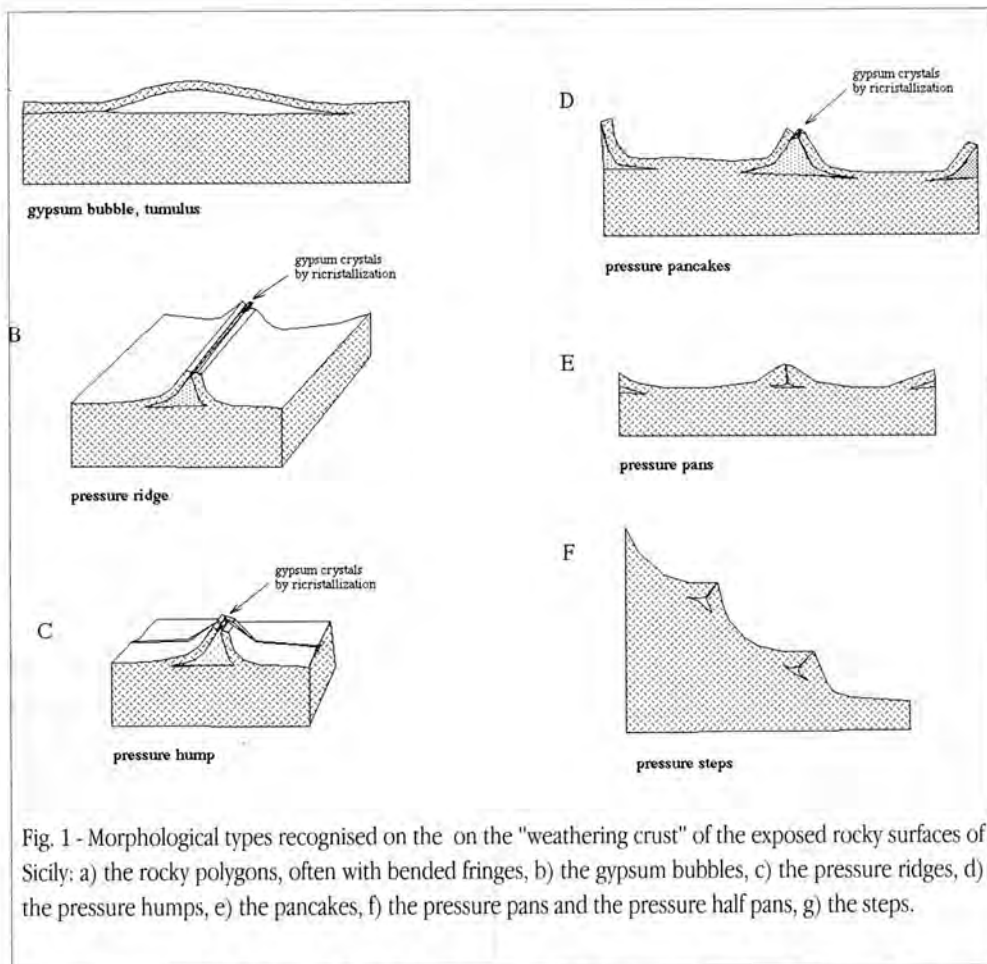 gypsum bubble, tumulus
B
gypsum crystals
by ricristallization
pressure ridge
C
gypsum crystals
by ricristallization
pressure hump
D
gypsum crystals
by ricristallization
pressure pancakes
E
pressure pans
F
pressure steps
Fig. 1 - Morphological types recognised on the on the "weathering crust" of the exposed rocky surfaces of
Sicily: a) the rocky polygons, often with bended fringes, b) the gypsum bubbles, c) the pressure ridges, d)
the pressure humps, e) the pancakes, f) the pressure pans and the pressure half pans, g) the steps.